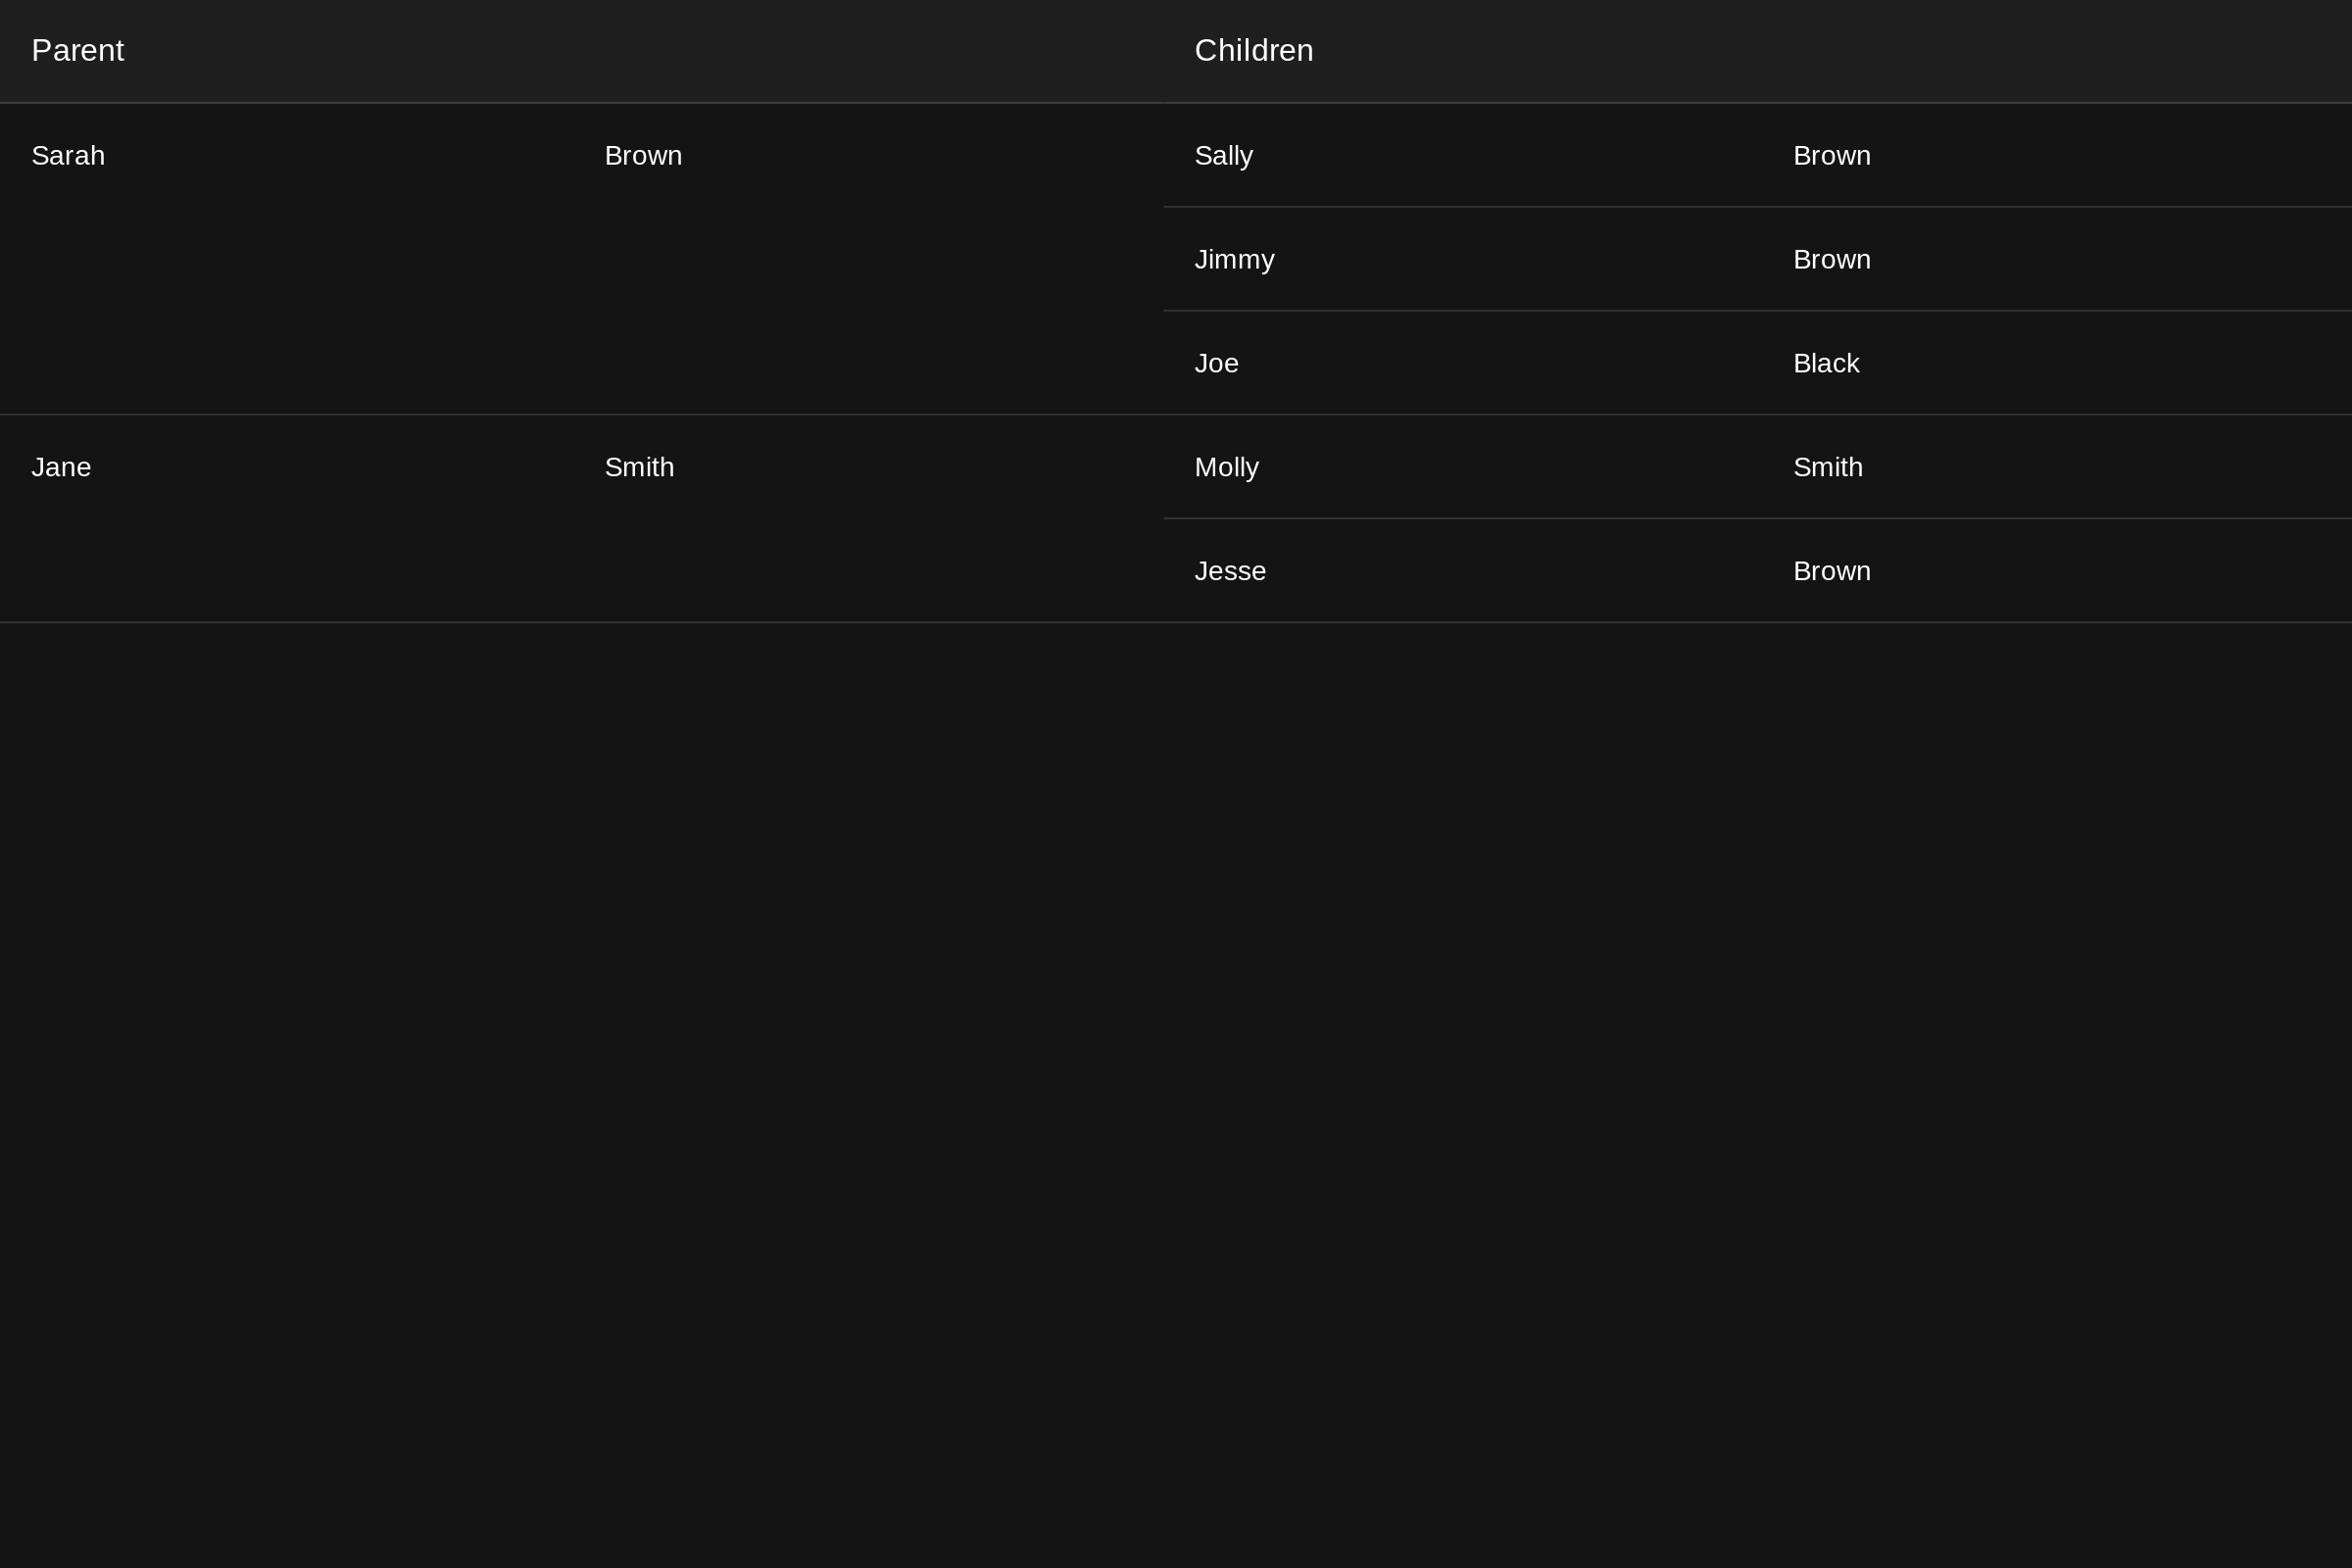 Parent Children
Sarah Brown Sally Brown
Jimmy Brown
Joe Black
Jane Smith Molly Smith
Jesse Brown